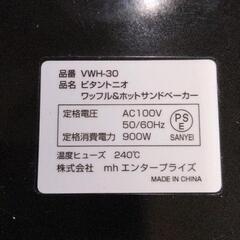 品番 VWH-30
品名 ビタントニオ
ワッフル&ホットサンドベーカー
定格電圧 AC100V
50/60Hz
定格消費電力 900W
PS
E
SANYEI
温度ヒューズ 240℃
株式会社 mhエンタープライズ
MADE IN CHINA